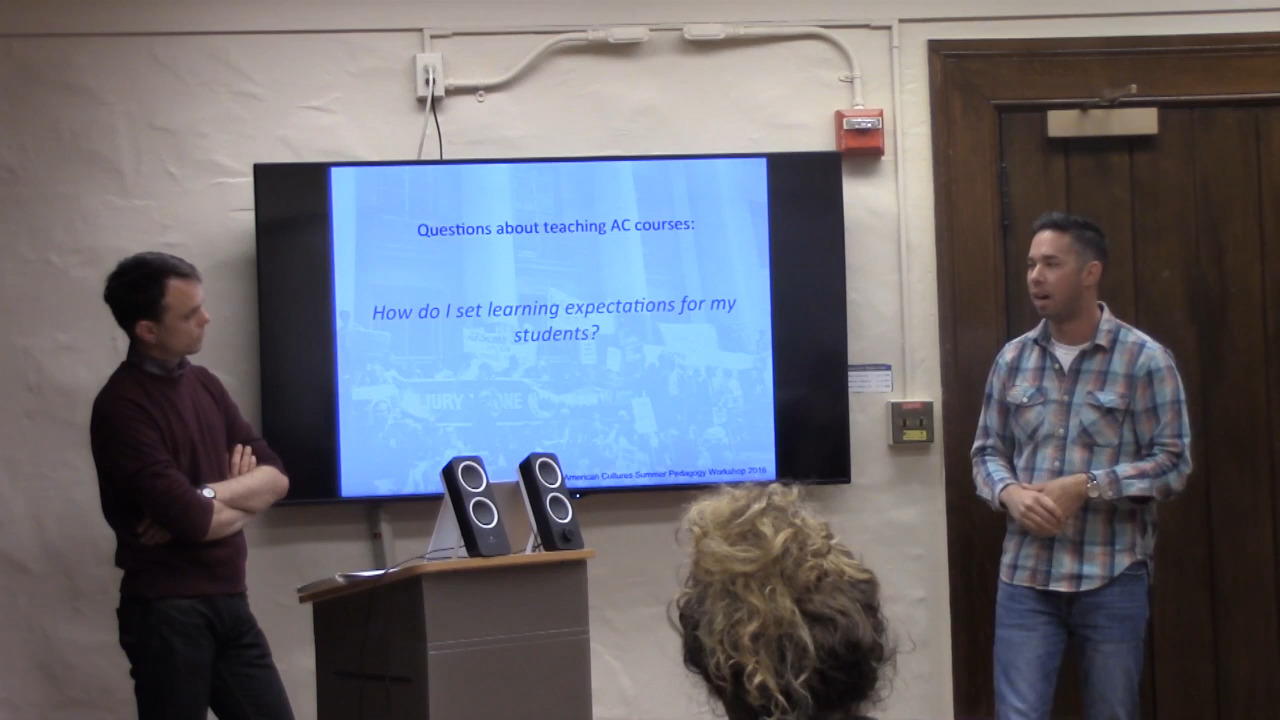 Questions about teaching AC courses:
How do I set learning expectations for my
students?
JURY
American Cultures Summer Pedagogy Workshop 2016